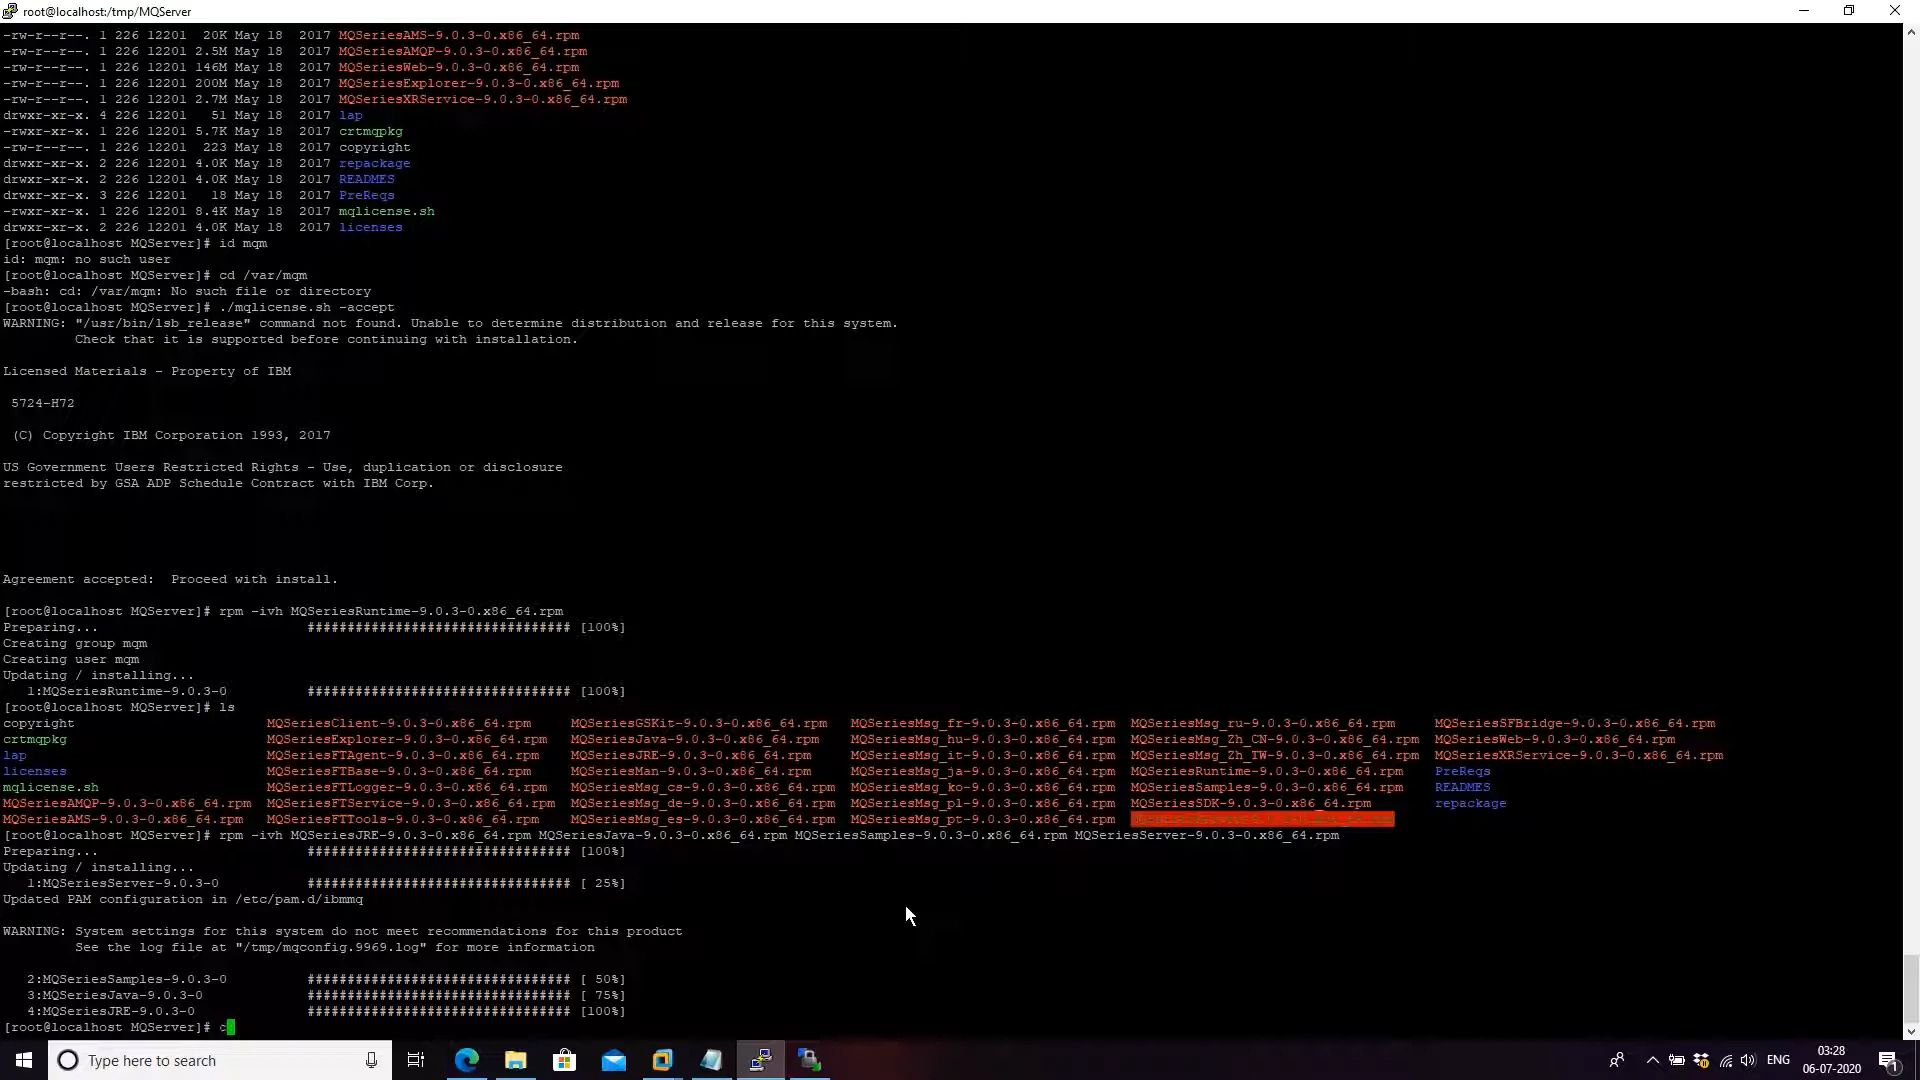 root@localhost:/tmp/MQServer
-rw-r--r--. 1 226 12201  20K May 18  2017 MQSeriesAMS-9.0.3-0.x86_64.rpm
-rw-r--r--. 1 226 12201 2.5M May 18  2017 MQSeriesAMQP-9.0.3-0.x86_64.rpm
-rw-r--r--. 1 226 12201 146M May 18  2017 MQSeriesWeb-9.0.3-0.x86_64.rpm
-rw-r--r--. 1 226 12201 200M May 18  2017 MQSeriesExplorer-9.0.3-0.x86_64.rpm
-rw-r--r--. 1 226 12201 2.7M May 18  2017 MQSeriesXRService-9.0.3-0.x86_64.rpm
drwxr-xr-x. 4 226 12201   51 May 18  2017 lap
-rwxr-xr-x. 1 226 12201 5.7K May 18  2017 crtmqpkg
-rw-r--r--. 1 226 12201  223 May 18  2017 copyright
drwxr-xr-x. 2 226 12201 4.0K May 18  2017 repackage
drwxr-xr-x. 2 226 12201 4.0K May 18  2017 READMES
drwxr-xr-x. 3 226 12201   18 May 18  2017 PreReqs
-rwxr-xr-x. 1 226 12201 8.4K May 18  2017 mqlicense.sh
drwxr-xr-x. 2 226 12201 4.0K May 18  2017 licenses
[root@localhost MQServer]# id mqm
id: mqm: no such user
[root@localhost MQServer]# cd /var/mqm
-bash: cd: /var/mqm: No such file or directory
[root@localhost MQServer]# ./mqlicense.sh -accept
WARNING: "/usr/bin/lsb_release" command not found. Unable to determine distribution and release for this system.
Check that it is supported before continuing with installation.
Licensed Materials - Property of IBM
5724-H72
(C) Copyright IBM Corporation 1993, 2017
US Government Users Restricted Rights - Use, duplication or disclosure
restricted by GSA ADP Schedule Contract with IBM Corp.
Agreement accepted:  Proceed with install.
[root@localhost MQServer]# rpm -ivh MQSeriesRuntime-9.0.3-0.x86_64.rpm
Preparing... ################################# [100%]
Creating group mqm
Creating user mqm
Updating / installing...
1:MQSeriesRuntime-9.0.3-0 ################################# [100%]
[root@localhost MQServer]# ls
copyright MQSeriesClient-9.0.3-0.x86_64.rpm MQSeriesGSKit-9.0.3-0.x86_64.rpm MQSeriesMsg_fr-9.0.3-0.x86_64.rpm MQSeriesMsg_ru-9.0.3-0.x86_64.rpm MQSeriesSFBridge-9.0.3-0.x86_64.rpm
crtmqpkg MQSeriesExplorer-9.0.3-0.x86_64.rpm MQSeriesJava-9.0.3-0.x86_64.rpm MQSeriesMsg_hu-9.0.3-0.x86_64.rpm MQSeriesMsg_Zh_CN-9.0.3-0.x86_64.rpm MQSeriesWeb-9.0.3-0.x86_64.rpm
lap MQSeriesFTAgent-9.0.3-0.x86_64.rpm MQSeriesJRE-9.0.3-0.x86_64.rpm MQSeriesMsg_it-9.0.3-0.x86_64.rpm MQSeriesMsg_Zh_TW-9.0.3-0.x86_64.rpm MQSeriesXRService-9.0.3-0.x86_64.rpm
licenses MQSeriesFTBase-9.0.3-0.x86_64.rpm MQSeriesMan-9.0.3-0.x86_64.rpm MQSeriesMsg_ja-9.0.3-0.x86_64.rpm MQSeriesRuntime-9.0.3-0.x86_64.rpm PreReqs
mqlicense.sh MQSeriesFTLogger-9.0.3-0.x86_64.rpm MQSeriesMsg_cs-9.0.3-0.x86_64.rpm MQSeriesMsg_ko-9.0.3-0.x86_64.rpm MQSeriesSamples-9.0.3-0.x86_64.rpm READMES
MQSeriesAMQP-9.0.3-0.x86_64.rpm MQSeriesFTService-9.0.3-0.x86_64.rpm MQSeriesMsg_de-9.0.3-0.x86_64.rpm MQSeriesMsg_pl-9.0.3-0.x86_64.rpm MQSeriesSDK-9.0.3-0.x86_64.rpm repackage
MQSeriesAMS-9.0.3-0.x86_64.rpm MQSeriesFTTools-9.0.3-0.x86_64.rpm MQSeriesMsg_es-9.0.3-0.x86_64.rpm MQSeriesMsg_pt-9.0.3-0.x86_64.rpm
[root@localhost MQServer]# rpm -ivh MQSeriesJRE-9.0.3-0.x86_64.rpm MQSeriesJava-9.0.3-0.x86_64.rpm MQSeriesSamples-9.0.3-0.x86_64.rpm MQSeriesServer-9.0.3-0.x86_64.rpm
Preparing... ################################# [100%]
Updating / installing...
1:MQSeriesServer-9.0.3-0 ################################# [ 25%]
Updated PAM configuration in /etc/pam.d/ibmmq
WARNING: System settings for this system do not meet recommendations for this product
See the log file at "/tmp/mqconfig.9969.log" for more information
2:MQSeriesSamples-9.0.3-0 ################################# [ 50%]
3:MQSeriesJava-9.0.3-0 ################################# [ 75%]
4:MQSeriesJRE-9.0.3-0 ################################# [100%]
[root@localhost MQServer]# c
Type here to search
ENG
03:28
06-07-2020
1